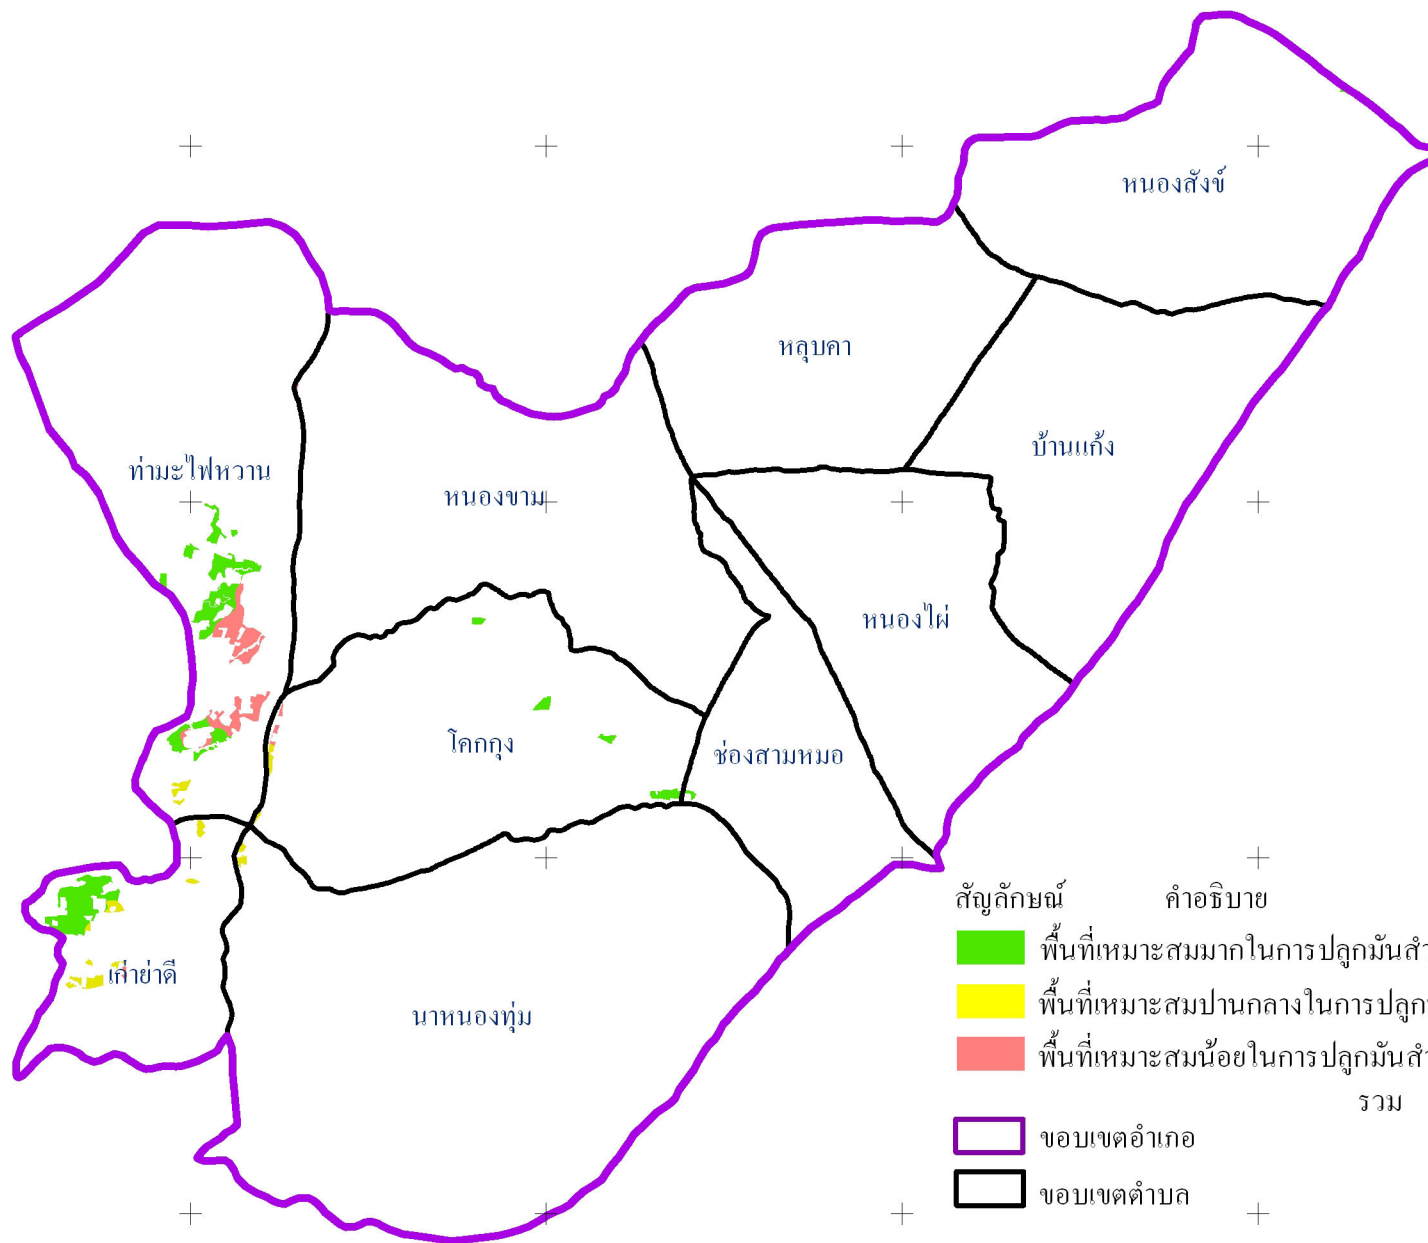 หนองสังข์
หลุบคา
บ้านแก้ง
ท่ามะไฟหวาน
หนองขาม
หนองไผ่
โคกกุง
ช่องสามหมอ
เก่าย่าดี
นาหนองทุ่ม
สัญลักษณ์ คำอธิบาย
พื้นที่เหมาะสมมากในการปลูกมันสำ
พื้นที่เหมาะสมปานกลางในการปลูก
พื้นที่เหมาะสมน้อยในการปลูกมันสำ
รวม
ขอบเขตอำเภอ
ขอบเขตตำบล